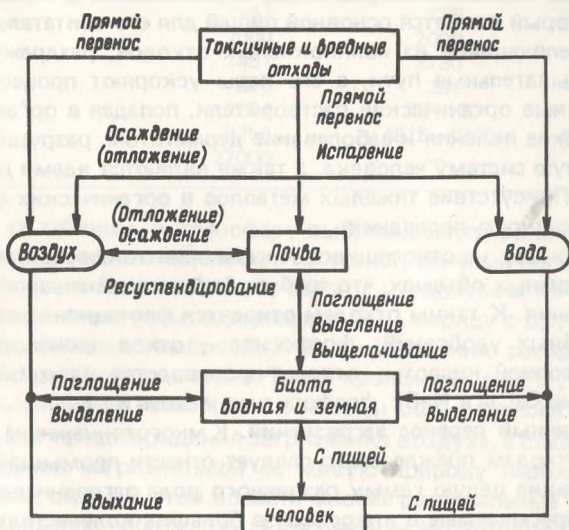 Прямой
перенос
Токсичные и вредные
отходы
Прямой
перенос
Прямой
перенос
Испарение
Осаждение
(отложение)
(Отложение)
Осаждение
Воздух
Почва
Вода
Ресуспендирование
Поглощение
Выделение
Выщелачивание
Поглощение
Выделение
Биота
водная и земная
Поглощение
Выделение
С пищей
Вдыхание
Человек
С пищей